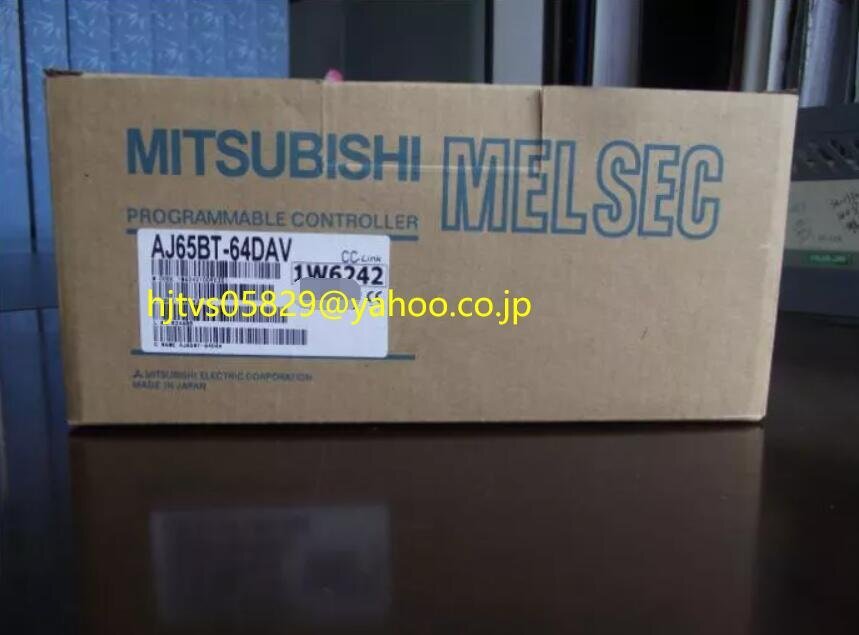 MITSUBISHI MELSEC
PROGRAMMABLE CONTROLLER
AJ65BT-64DAV
CC-Link
1W6242
hjtvs05829@yahoo.co.jp
MITSUBISHI ELECTRIC CORPORATION
MADE IN JAPAN